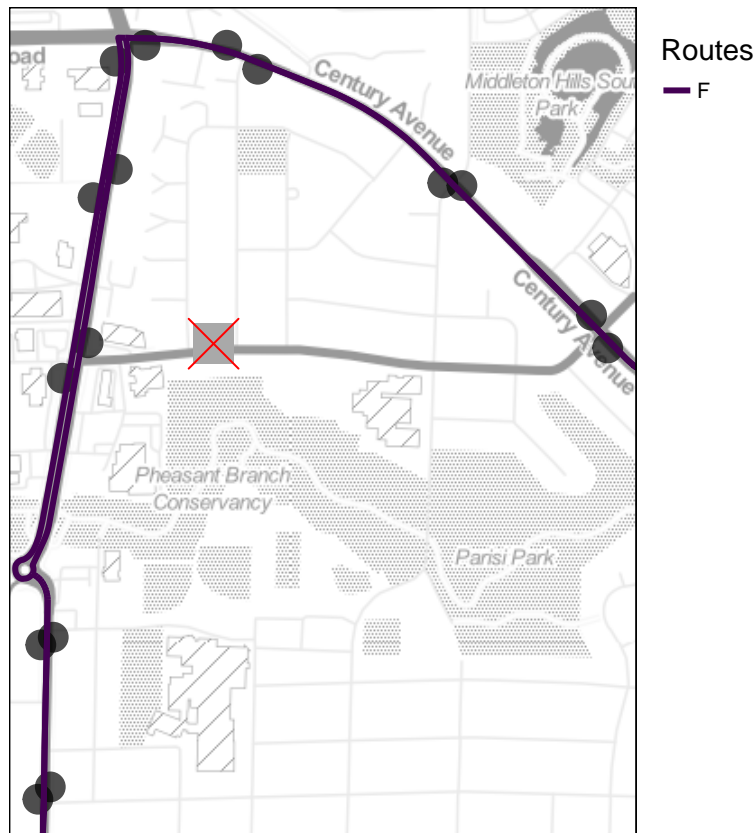 Routes
F
oad
Century Avenue
Middleton Hills Sou
Park
Century Avenue
Pheasant Branch
Conservancy
Parisi Park